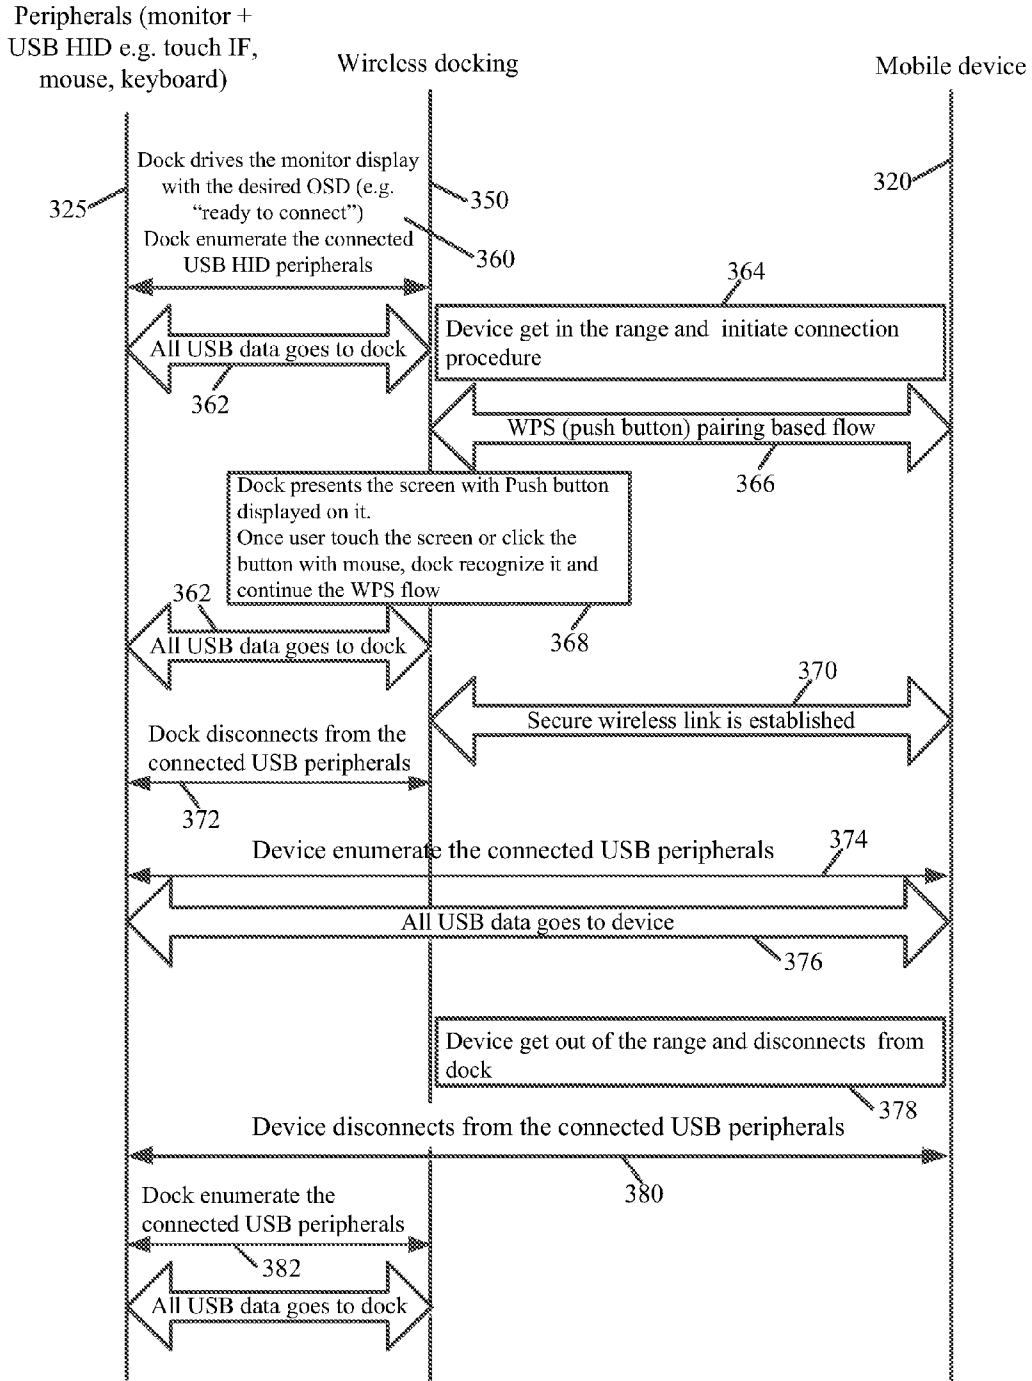 Peripherals (monitor +
USB HID e.g. touch IF,
mouse, keyboard)
Wireless docking
Mobile device
Dock drives the monitor display
with the desired OSD (e.g.
“ready to connect”)
Dock enumerate the connected
USB HID peripherals
325
350
320
360
364
Device get in the range and initiate connection
procedure
All USB data goes to dock
362
WPS (push button) pairing based flow
366
Dock presents the screen with Push button
displayed on it.
Once user touch the screen or click the
button with mouse, dock recognize it and
continue the WPS flow
362
368
All USB data goes to dock
370
Secure wireless link is established
Dock disconnects from the
connected USB peripherals
372
374
Device enumerate the connected USB peripherals
All USB data goes to device
376
Device get out of the range and disconnects from
dock
378
Device disconnects from the connected USB peripherals
380
Dock enumerate the
connected USB peripherals
382
All USB data goes to dock